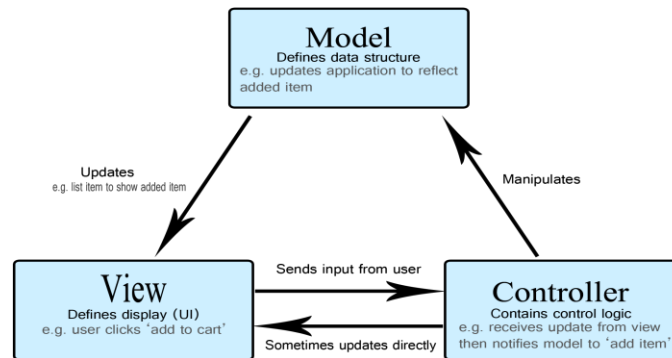 Model
Defines data structure
e.g. updates application to reflect
added item
Updates
e.g. list item to show added item
Manipulates
Sends input from user
View
Defines display (UI)
e.g. user clicks ‘add to cart’
Sometimes updates directly
Controller
Contains control logic
e.g. receives update from view
then notifies model to ‘add item’